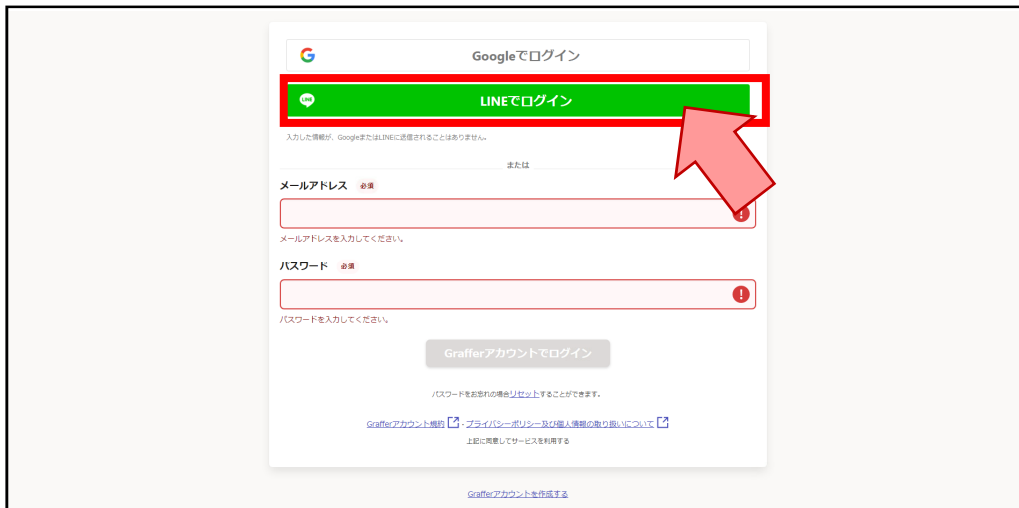 Googleでログイン
LINE
LINEでログイン
入力した情報が、GoogleまたはLINEに送信されることはありません。
または
メールアドレス 必須
メールアドレスを入力してください。
パスワード 必須
パスワードを入力してください。
Grafferアカウントでログイン
パスワードをお忘れの場合リセットすることができます。
Grafferアカウント規約 ・プライバシーポリシー及び個人情報の取り扱いについて
上記に同意してサービスを利用する
Grafferアカウントを作成する